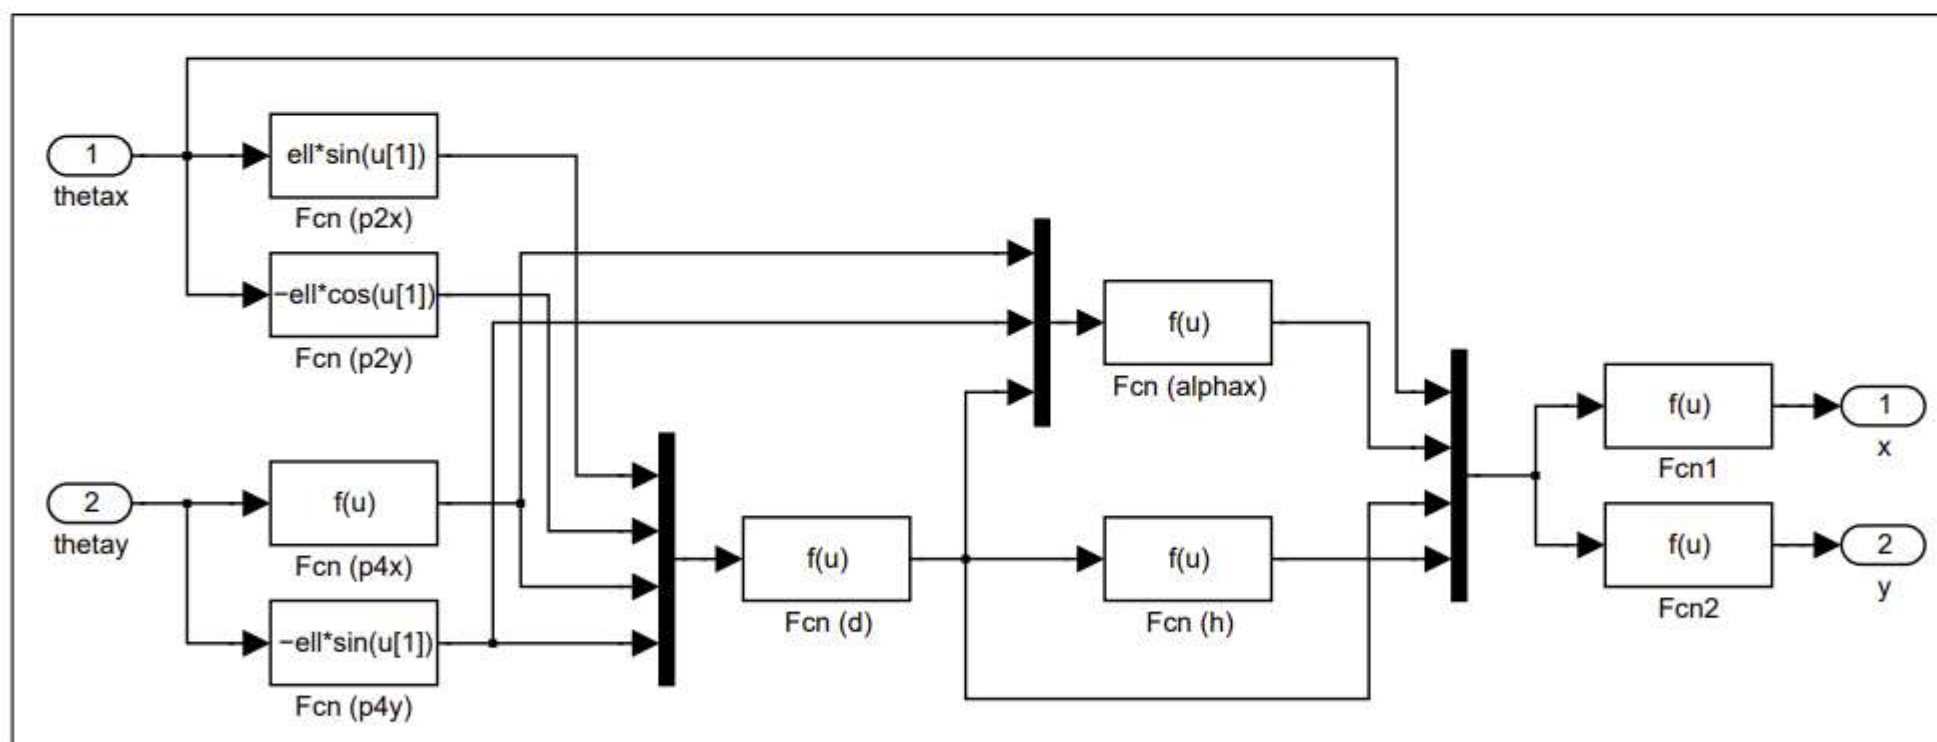 1
thetax
ell*sin(u[1])
Fcn (p2x)
−ell*cos(u[1])
Fcn (p2y)
2
thetay
f(u)
Fcn (p4x)
−ell*sin(u[1])
Fcn (p4y)
f(u)
Fcn (d)
f(u)
Fcn (alphax)
f(u)
Fcn (h)
f(u)
Fcn1
f(u)
Fcn2
1
x
2
y